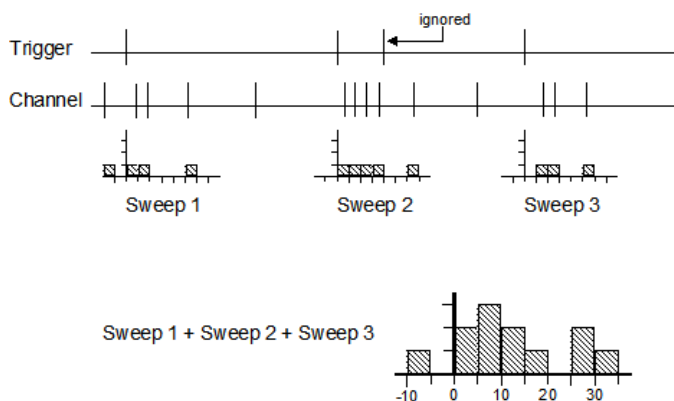 ignored
Trigger
Channel
Sweep 1 Sweep 2 Sweep 3
Sweep 1 + Sweep 2 + Sweep 3
-10 0 10 20 30